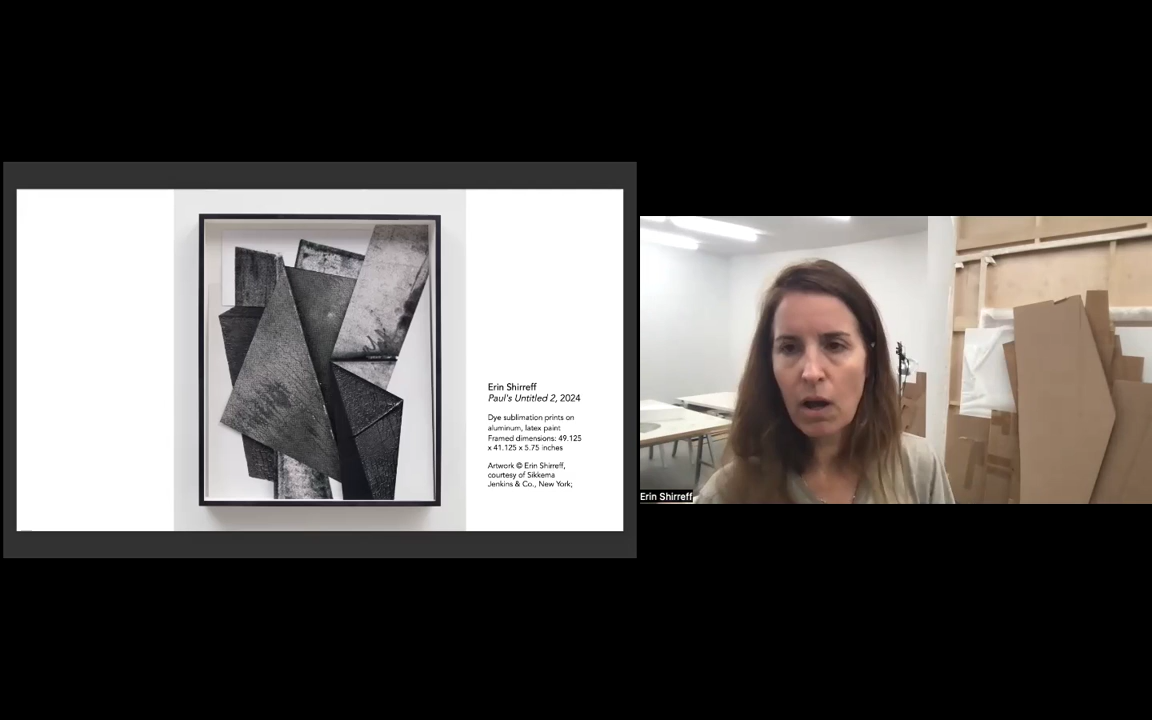 Erin Shirreff
Paul's Untitled 2, 2024
Dye sublimation prints on
aluminum, latex paint
Framed dimensions: 49.125
x 41.125 x 5.75 inches
Artwork © Erin Shirreff,
courtesy of Sikkema
Jenkins & Co., New York;
Erin Shirreff